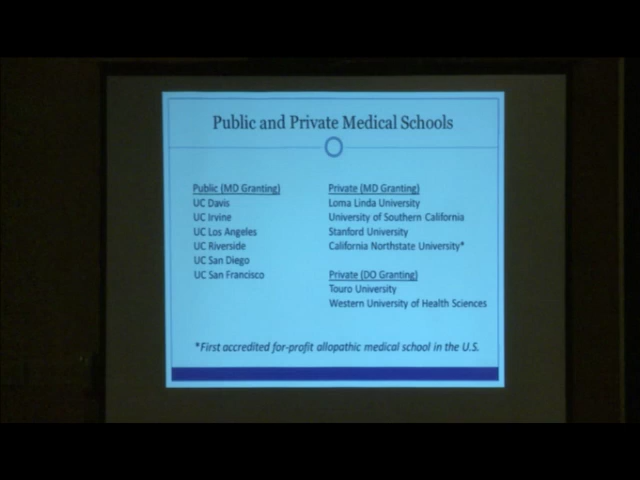 Public and Private Medical Schools
Public (MD Granting)
UC Davis
UC Irvine
UC Los Angeles
UC Riverside
UC San Diego
UC San Francisco
Private (MD Granting)
Loma Linda University
University of Southern California
Stanford University
California Northstate University*
Private (DO Granting)
Touro University
Western University of Health Sciences
*First accredited for-profit allopathic medical school in the U.S.